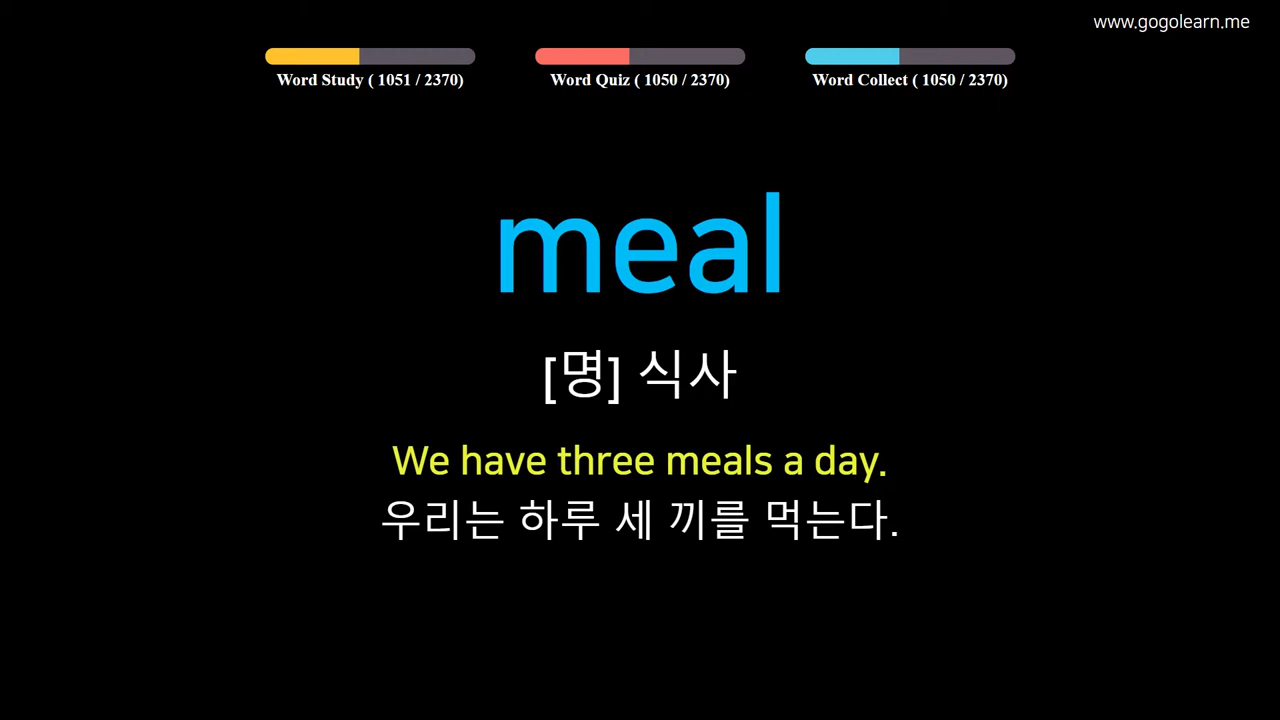 www.gogolearn.me
Word Study ( 1051 / 2370)
Word Quiz ( 1050 / 2370)
Word Collect ( 1050 / 2370)
meal
[명] 식사
We have three meals a day.
우리는 하루 세 끼를 먹는다.